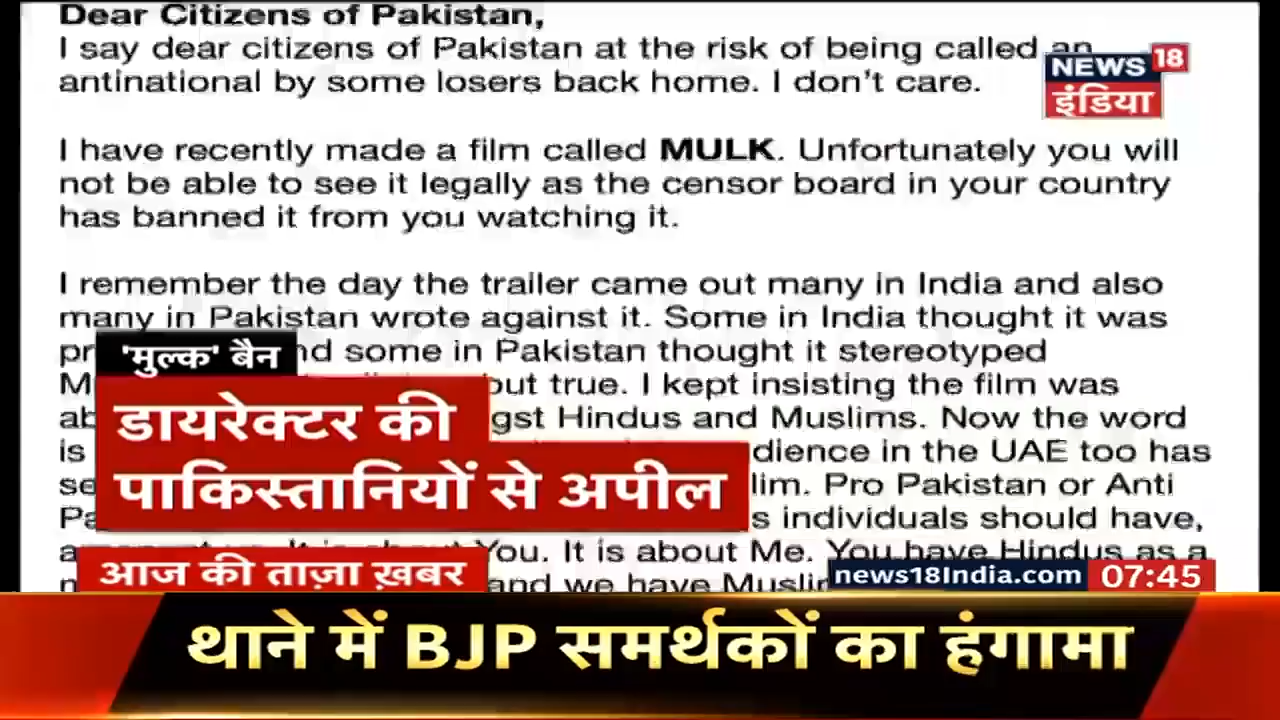 Dear Citizens of Pakistan,
I say dear citizens of Pakistan at the risk of being called an
antinational by some losers back home. I don't care.
NEWS 18
इंडिया
I have recently made a film called MULK. Unfortunately you will
not be able to see it legally as the censor board in your country
has banned it from you watching it.
I remember the day the trailer came out many in India and also
many in Pakistan wrote against it. Some in India thought it was
some in Pakistan thought it stereotyped
but true. I kept insisting the film was
Hindus and Muslims. Now the word
is in the UAE too has
Pro Pakistan or Anti
individuals should have,
You. It is about Me. You have Hindus as a
and we have
'मुल्क' बैन
डायरेक्टर की
पाकिस्तानियों से अपील
आज की ताज़ा ख़बर
news18India.com 07:45
थाने में BJP समर्थकों का हंगामा